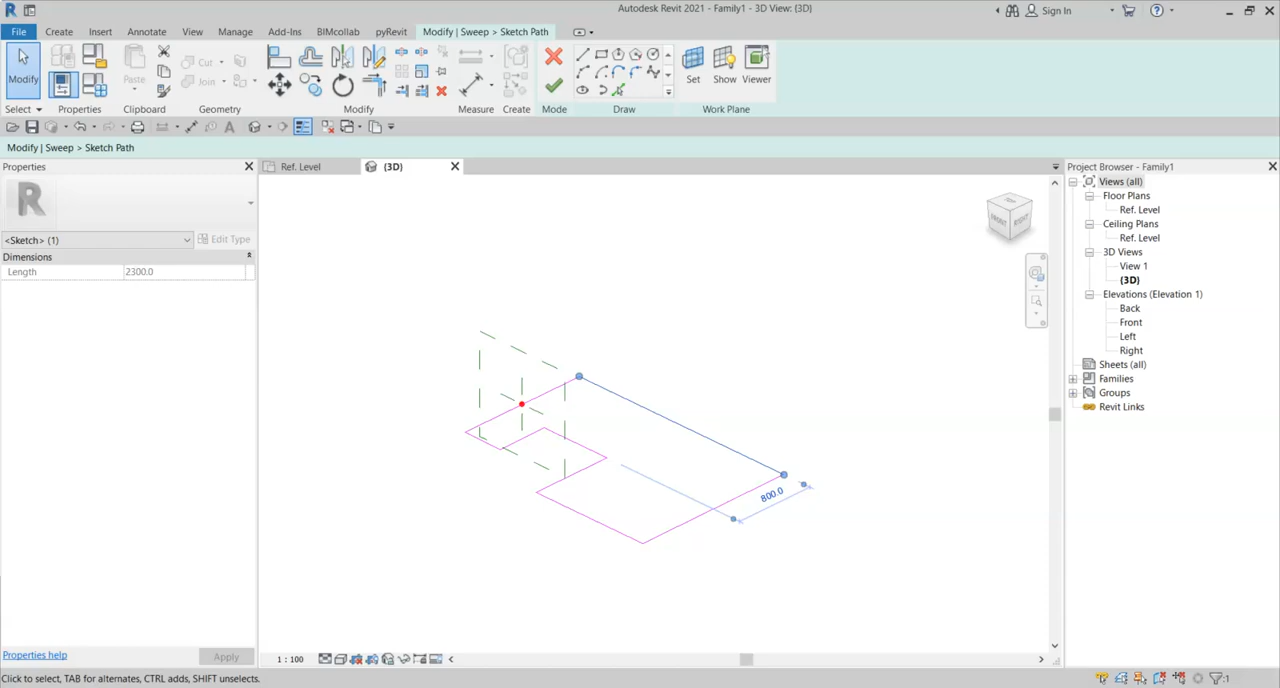 Autodesk Revit 2021 - Family1 - 3D View: {3D}
Sign In
File Create Insert Annotate View Manage Add-Ins BIMcollab pyRevit Modify | Sweep > Sketch Path
Modify
Paste
Cut
Join
Set Show Viewer
Select Properties Clipboard Geometry Modify Measure Create Mode Draw Work Plane
Modify | Sweep > Sketch Path
Properties
Ref. Level
{3D}
Project Browser - Family1
<Sketch> (1)
Edit Type
Dimensions
Length 2300.0
Views (all)
Floor Plans
Ref. Level
Ceiling Plans
Ref. Level
3D Views
View 1
{3D}
Elevations (Elevation 1)
Back
Front
Left
Right
Sheets (all)
Families
Groups
Revit Links
FRONT RIGHT
800.0
Properties help
Apply
1 : 100
Click to select, TAB for alternates, CTRL adds, SHIFT unselects.
:1